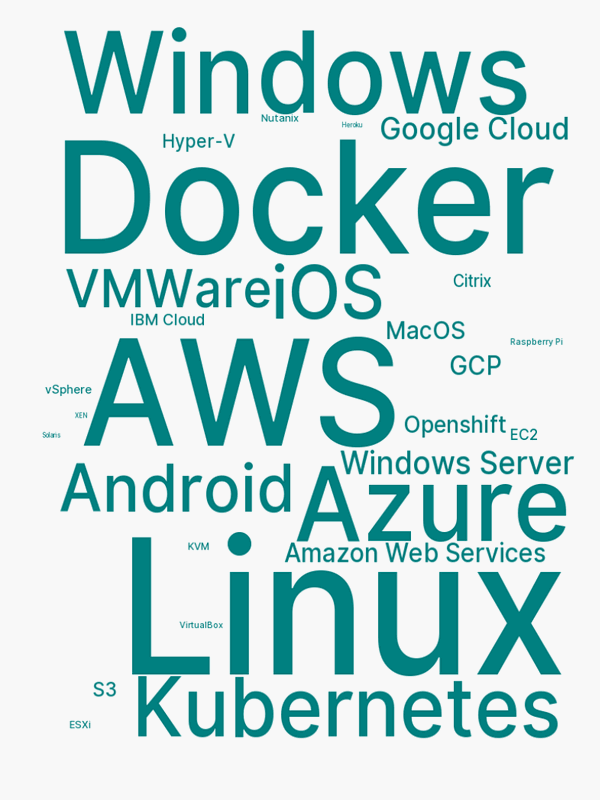 Windows
Nutanix
Heroku
Google Cloud
Hyper-V
Docker
VMWare
iOS
Citrix
IBM Cloud
MacOS
Raspberry Pi
GCP
AWS
vSphere
XEN
Openshift
EC2
Solaris
Windows Server
Android
Azure
KVM
Amazon Web Services
Linux
VirtualBox
S3
Kubernetes
ESXi